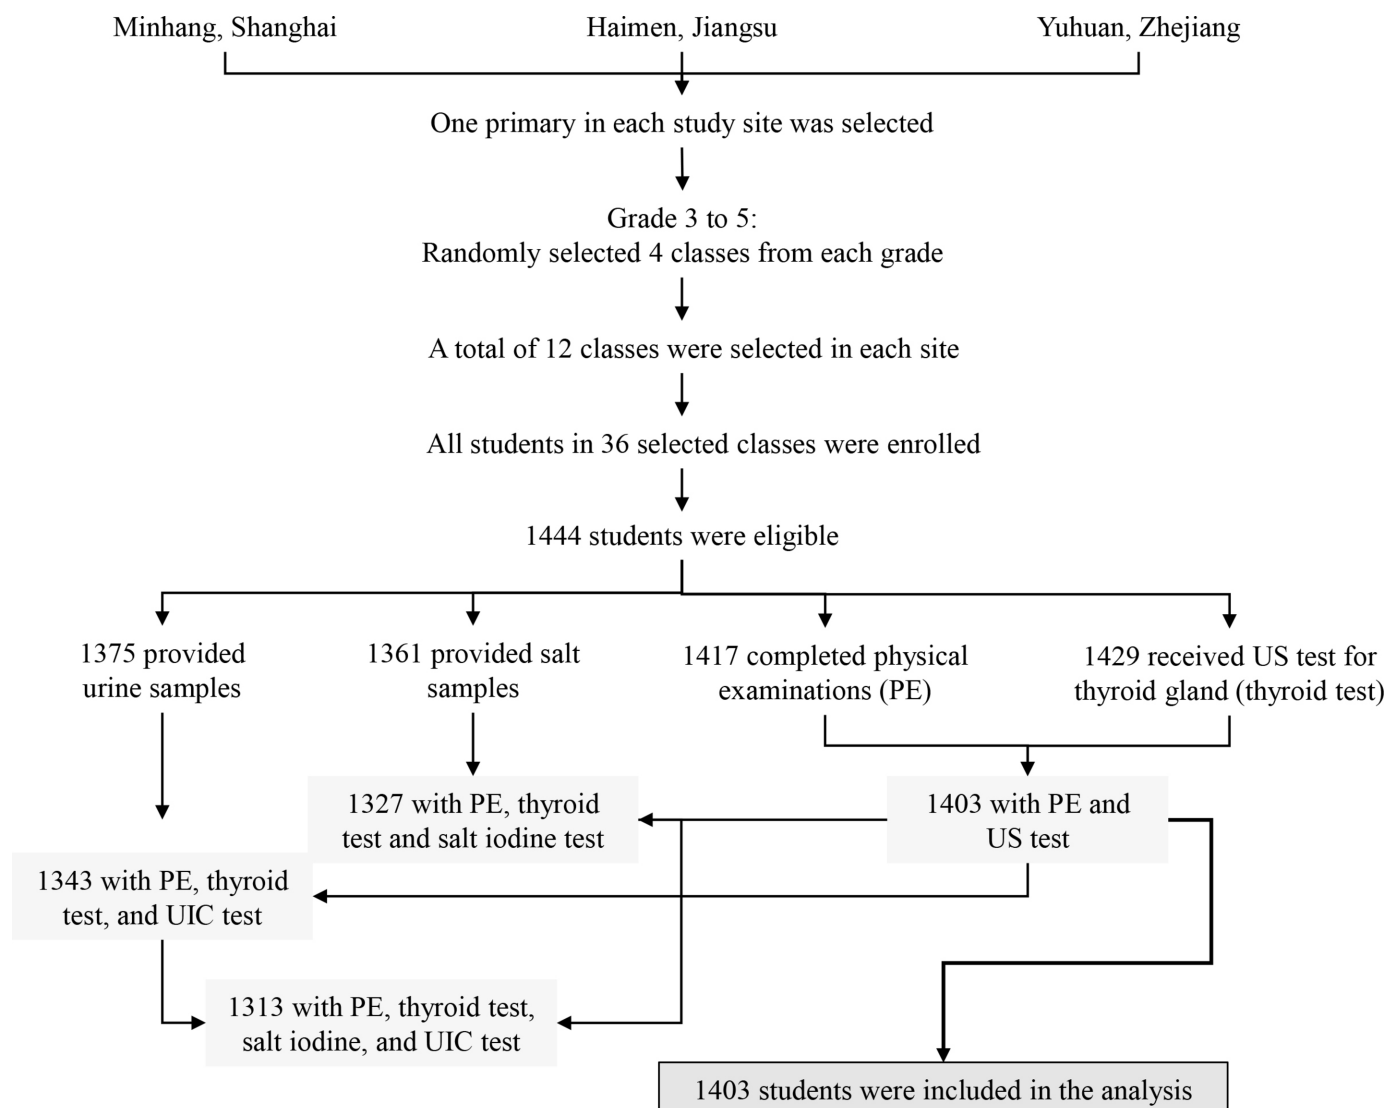 Minhang, Shanghai
Haimen, Jiangsu
Yuhuan, Zhejiang
One primary in each study site was selected
Grade 3 to 5:
Randomly selected 4 classes from each grade
A total of 12 classes were selected in each site
All students in 36 selected classes were enrolled
1444 students were eligible
1375 provided
urine samples
1361 provided salt
samples
1417 completed physical
examinations (PE)
1429 received US test for
thyroid gland (thyroid test)
1327 with PE, thyroid
test and salt iodine test
1403 with PE and
US test
1343 with PE, thyroid
test, and UIC test
1313 with PE, thyroid test,
salt iodine, and UIC test
1403 students were included in the analysis